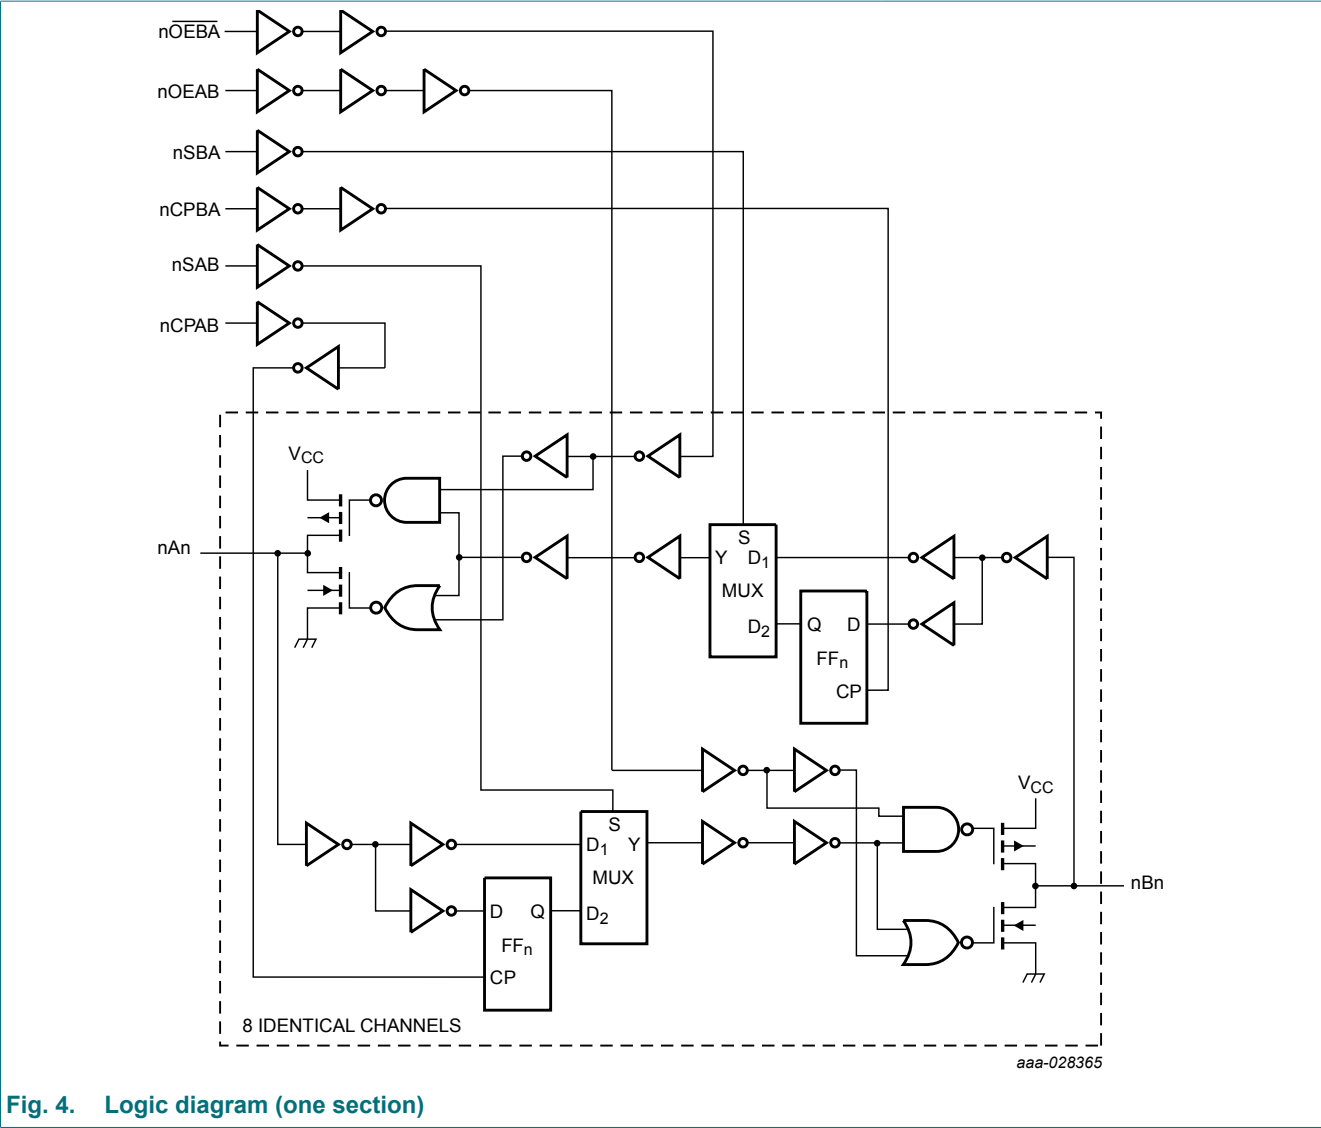 nOEBA
nOEAB
nSBA
nCPBA
nSAB
nCPAB
VCC
nAn
S
Y D1
MUX
D2
Q D
FFn
CP
VCC
S
D1 Y
MUX
D2
D Q
FFn
CP
nBn
8 IDENTICAL CHANNELS
aaa-028365
Fig. 4. Logic diagram (one section)